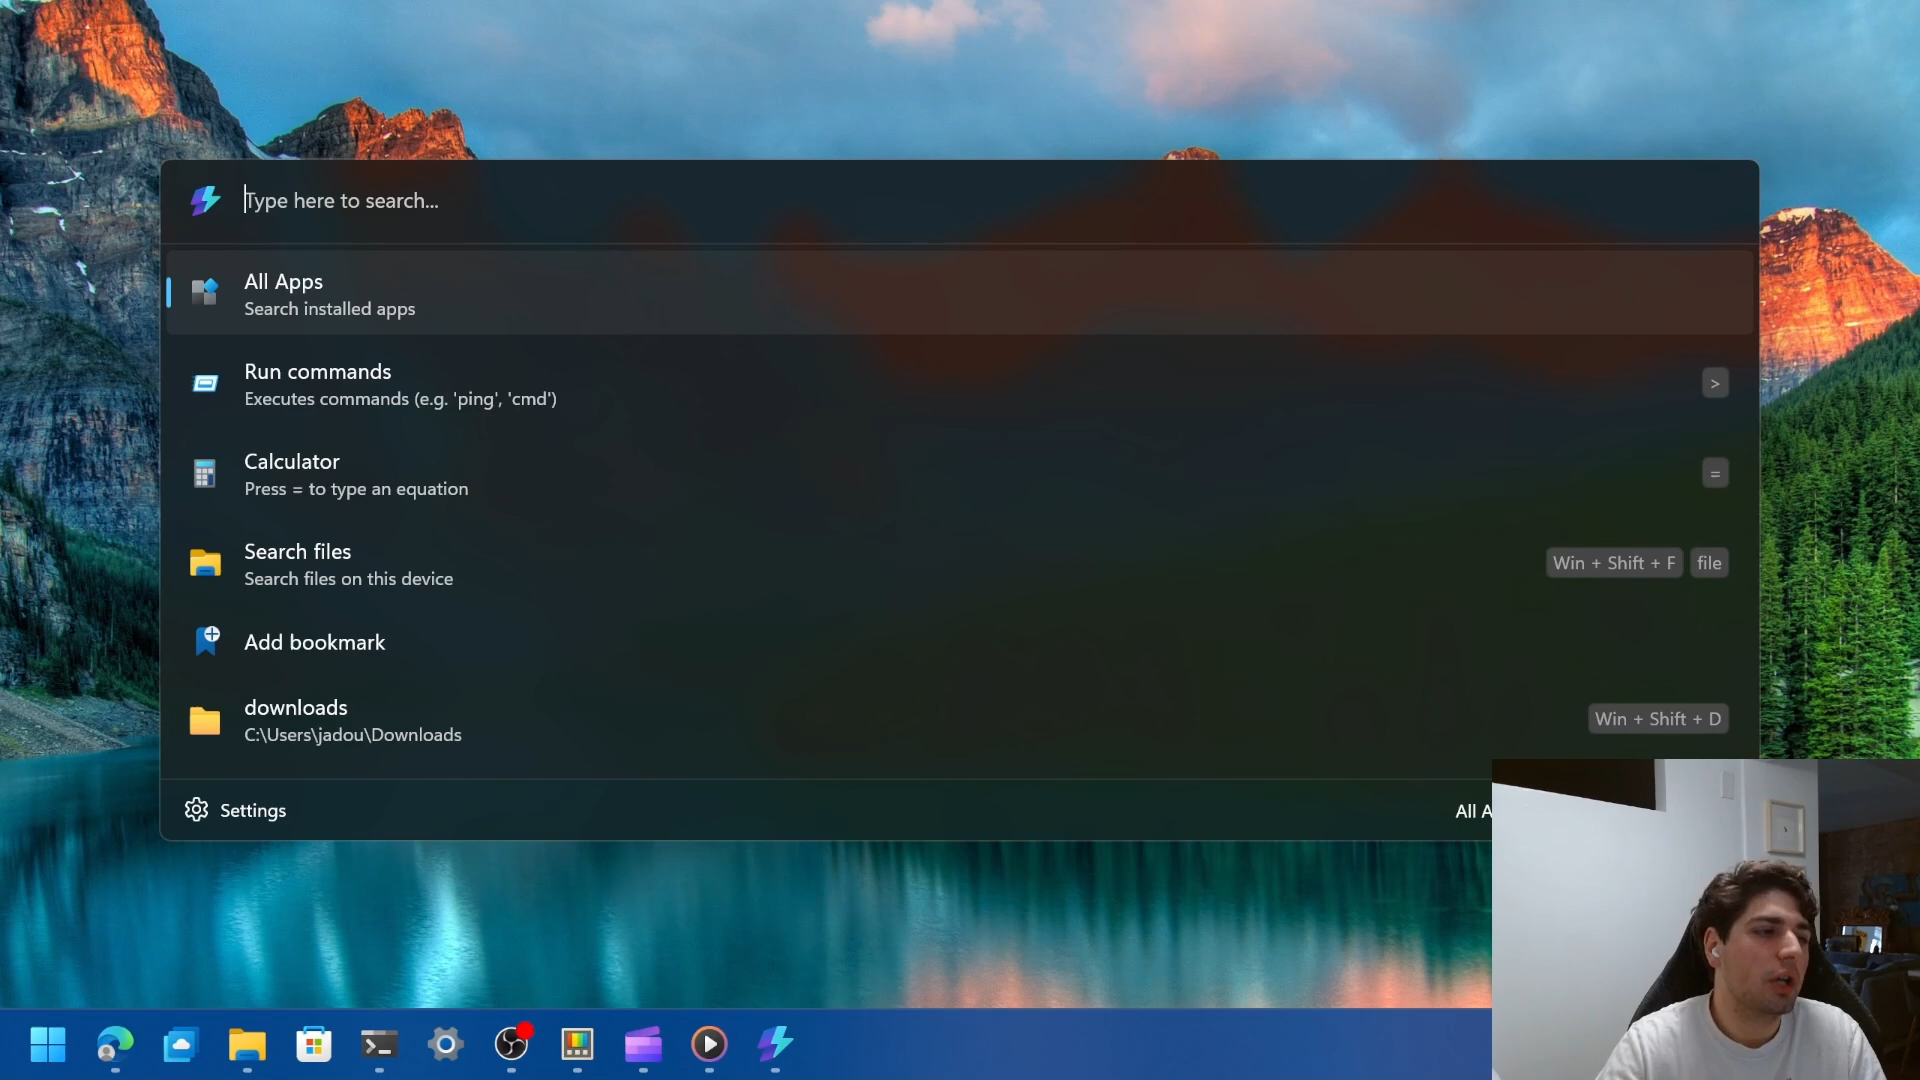 Type here to search...
All Apps
Search installed apps
Run commands
Executes commands (e.g. 'ping', 'cmd')
>
Calculator
Press = to type an equation
=
Search files
Search files on this device
Win + Shift + F file
Add bookmark
downloads
C:\Users\jadou\Downloads
Win + Shift + D
Settings
All A